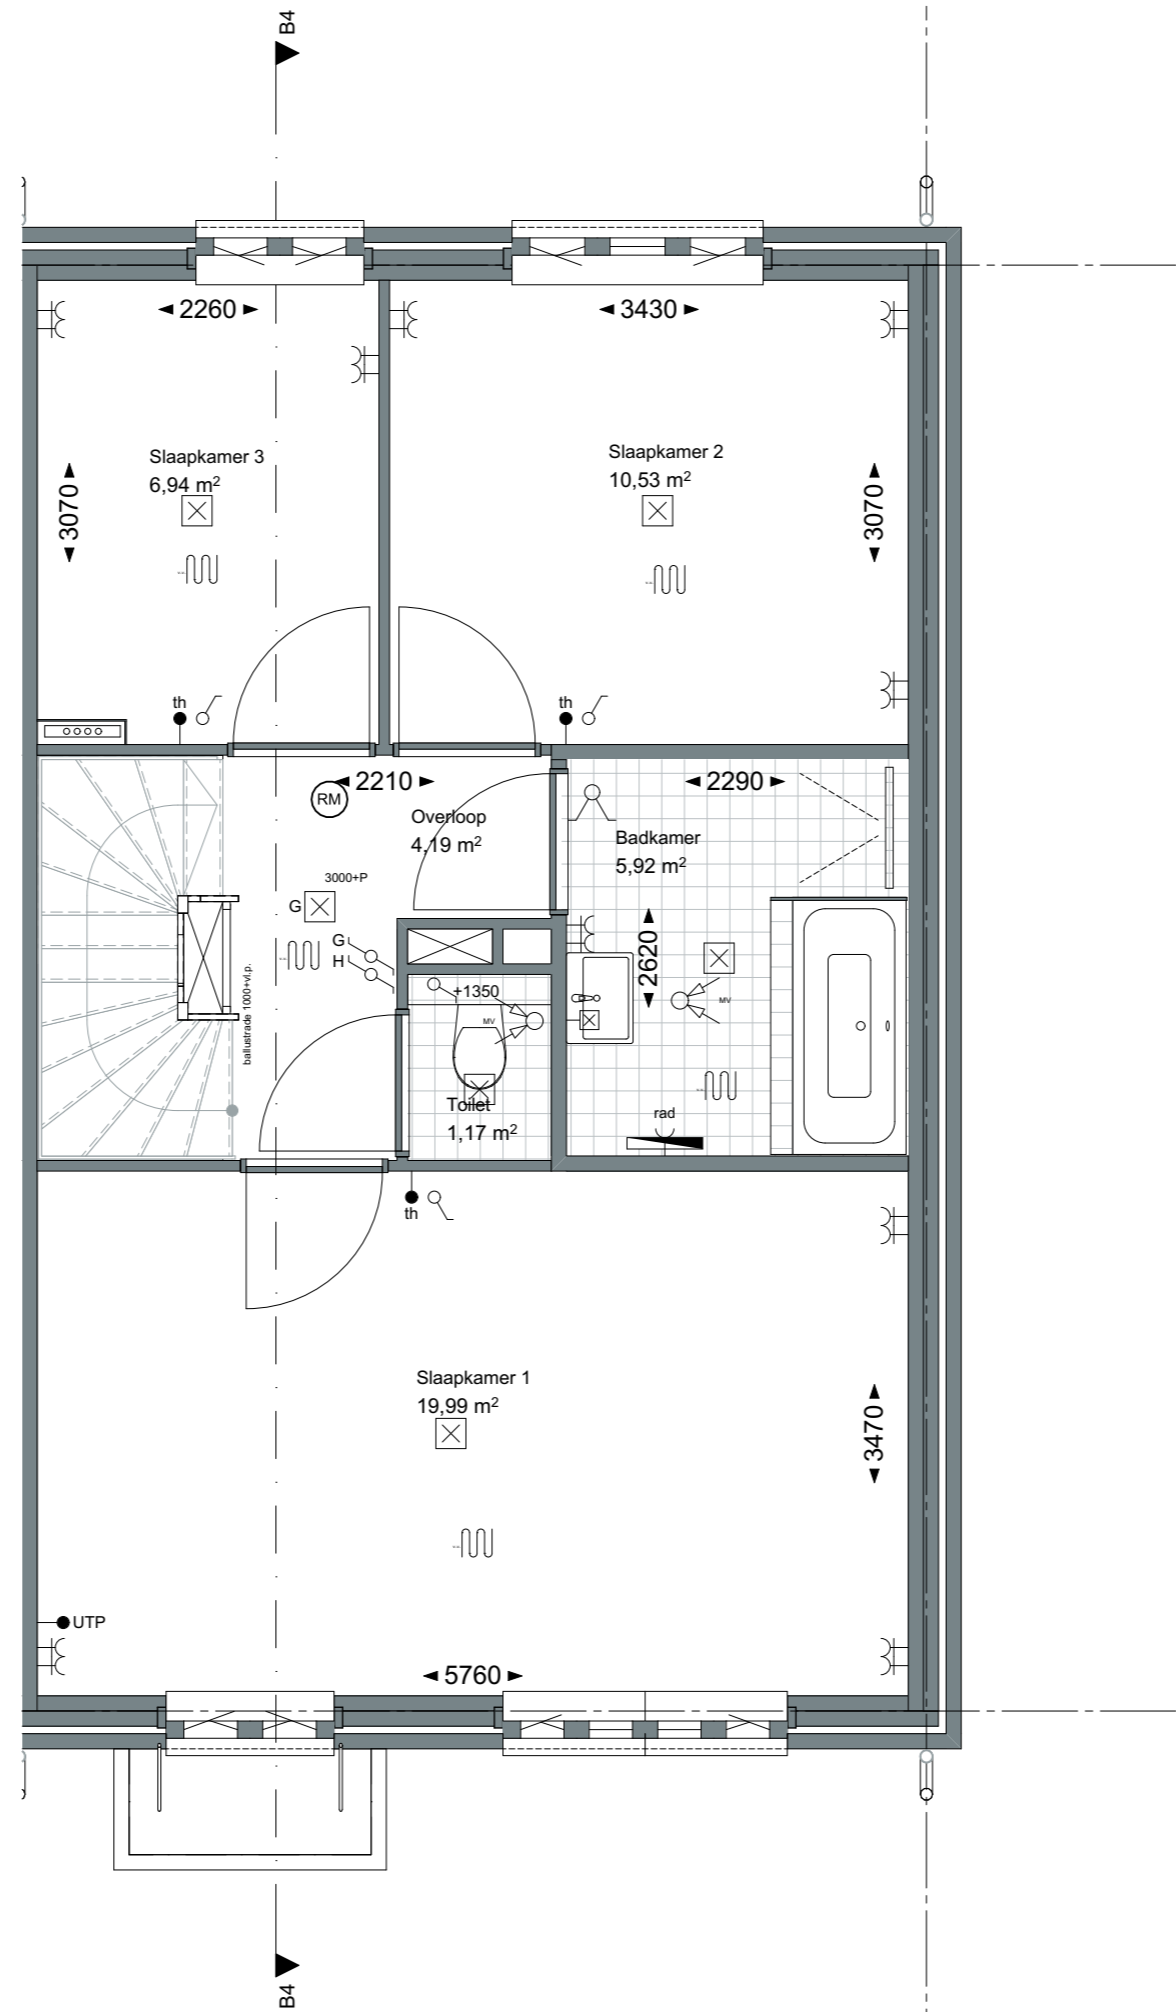 B4
2260
3430
Slaapkamer 3
6,94 m²
Slaapkamer 2
10,53 m²
3070
3070
th
th
RM
2210
2290
Overloop
4,19 m²
Badkamer
5,92 m²
3000+P
G
G
H
2620
ballustrade 1000+vl.p.
+1350
MV
MV
Toilet
1,17 m²
rad
th
Slaapkamer 1
19,99 m²
3470
UTP
5760
B4